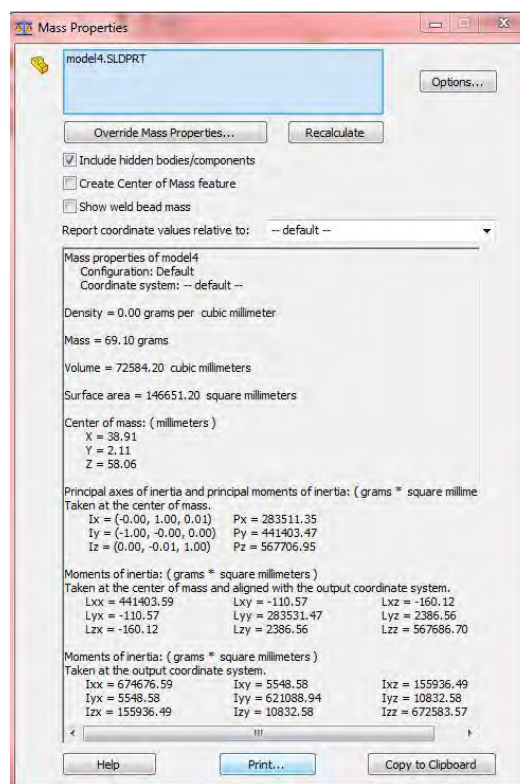 Mass Properties
model4.SLDPRT
Options...
Override Mass Properties...
Recalculate
Include hidden bodies/components
Create Center of Mass feature
Show weld bead mass
Report coordinate values relative to: -- default --
Mass properties of model4
Configuration: Default
Coordinate system: -- default --
Density = 0.00 grams per cubic millimeter
Mass = 69.10 grams
Volume = 72584.20 cubic millimeters
Surface area = 146651.20 square millimeters
Center of mass: ( millimeters )
X = 38.91
Y = 2.11
Z = 58.06
Principal axes of inertia and principal moments of inertia: ( grams * square millime
Taken at the center of mass.
Ix = (-0.00, 1.00, 0.01) Px = 283511.35
Iy = (-1.00, -0.00, 0.00) Py = 441403.47
Iz = (0.00, -0.01, 1.00) Pz = 567706.95
Moments of inertia: ( grams * square millimeters )
Taken at the center of mass and aligned with the output coordinate system.
Lxx = 441403.59 Lxy = -110.57 Lxz = -160.12
Lyx = -110.57 Lyy = 283531.47 Lyz = 2386.56
Lzx = -160.12 Lzy = 2386.56 Lzz = 567686.70
Moments of inertia: ( grams * square millimeters )
Taken at the output coordinate system.
Ixx = 674676.59 Ixy = 5548.58 Ixz = 155936.49
Iyx = 5548.58 Iyy = 621088.94 Iyz = 10832.58
Izx = 155936.49 Izy = 10832.58 Izz = 672583.57
Help
Print...
Copy to Clipboard